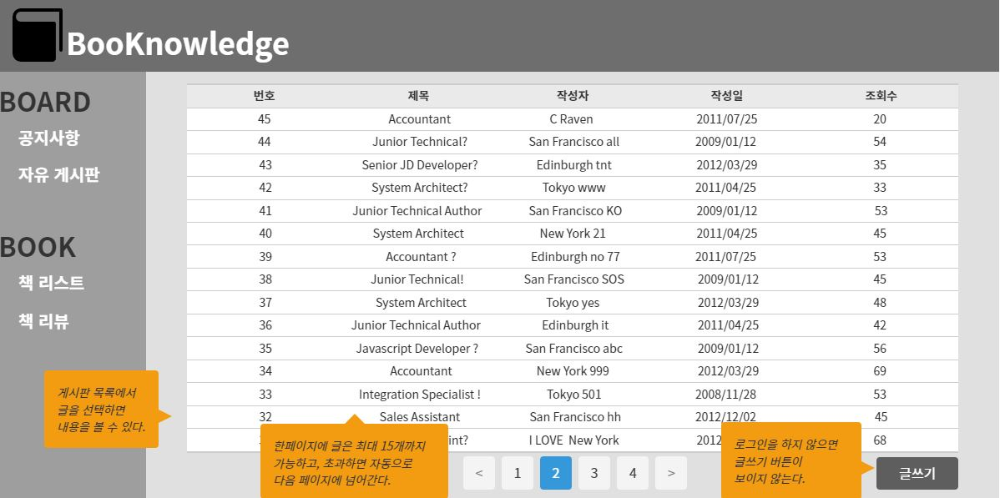 BooKnowledge
BOARD
공지사항
자유 게시판
BOOK
책 리스트
책 리뷰
번호 제목 작성자 작성일 조회수
45 Accountant C Raven 2011/07/25 20
44 Junior Technical? San Francisco all 2009/01/12 54
43 Senior JD Developer? Edinburgh tnt 2012/03/29 35
42 System Architect? Tokyo www 2011/04/25 33
41 Junior Technical Author San Francisco KO 2009/01/12 53
40 System Architect New York 21 2011/04/25 45
39 Accountant ? Edinburgh no 77 2011/07/25 53
38 Junior Technical! San Francisco SOS 2009/01/12 45
37 System Architect Tokyo yes 2012/03/29 48
36 Junior Technical Author Edinburgh it 2011/04/25 42
35 Javascript Developer ? San Francisco abc 2009/01/12 56
34 Accountant New York 999 2012/03/29 69
33 Integration Specialist ! Tokyo 501 2008/11/28 53
32 Sales Assistant San Francisco hh 2012/12/02 45
int? I LOVE New York 2012 68
게시판 목록에서
글을 선택하면
내용을 볼 수 있다.
한페이지에 글은 최대 15개까지
가능하고, 초과하면 자동으로
다음 페이지에 넘어간다.
< 1 2 3 4 >
로그인을 하지 않으면
글쓰기 버튼이
보이지 않는다.
글쓰기